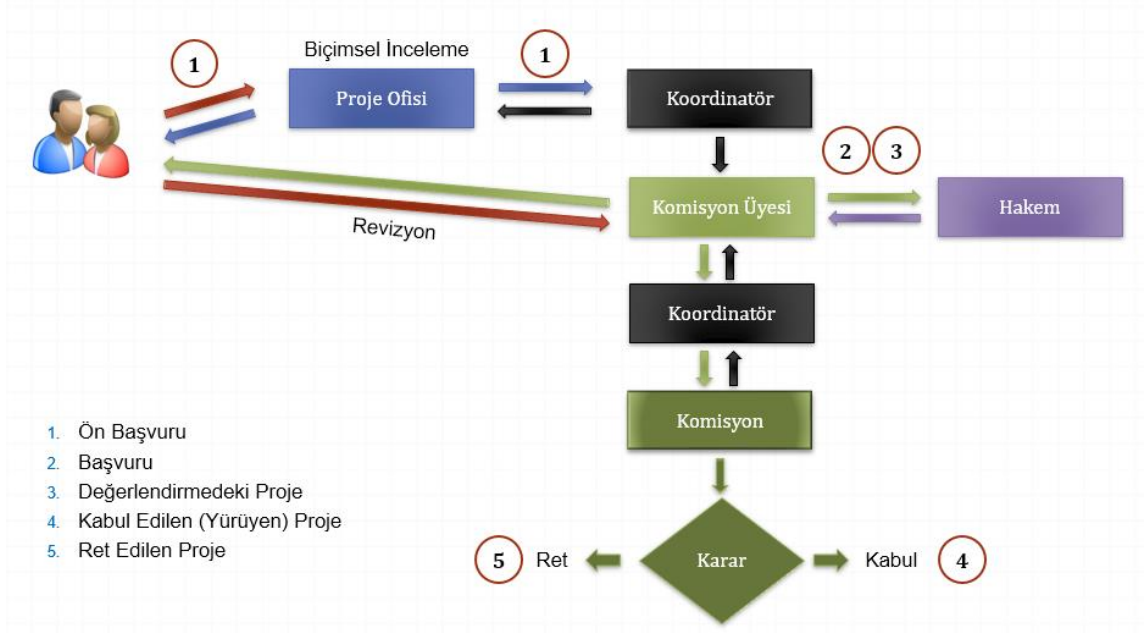 Biçimsel İnceleme
1
1
Proje Ofisi
Koordinatör
2
3
Komisyon Üyesi
Hakem
Revizyon
Koordinatör
Komisyon
1. Ön Başvuru
2. Başvuru
3. Değerlendirmedeki Proje
4. Kabul Edilen (Yürüyen) Proje
5. Ret Edilen Proje
5
Ret
Karar
Kabul
4